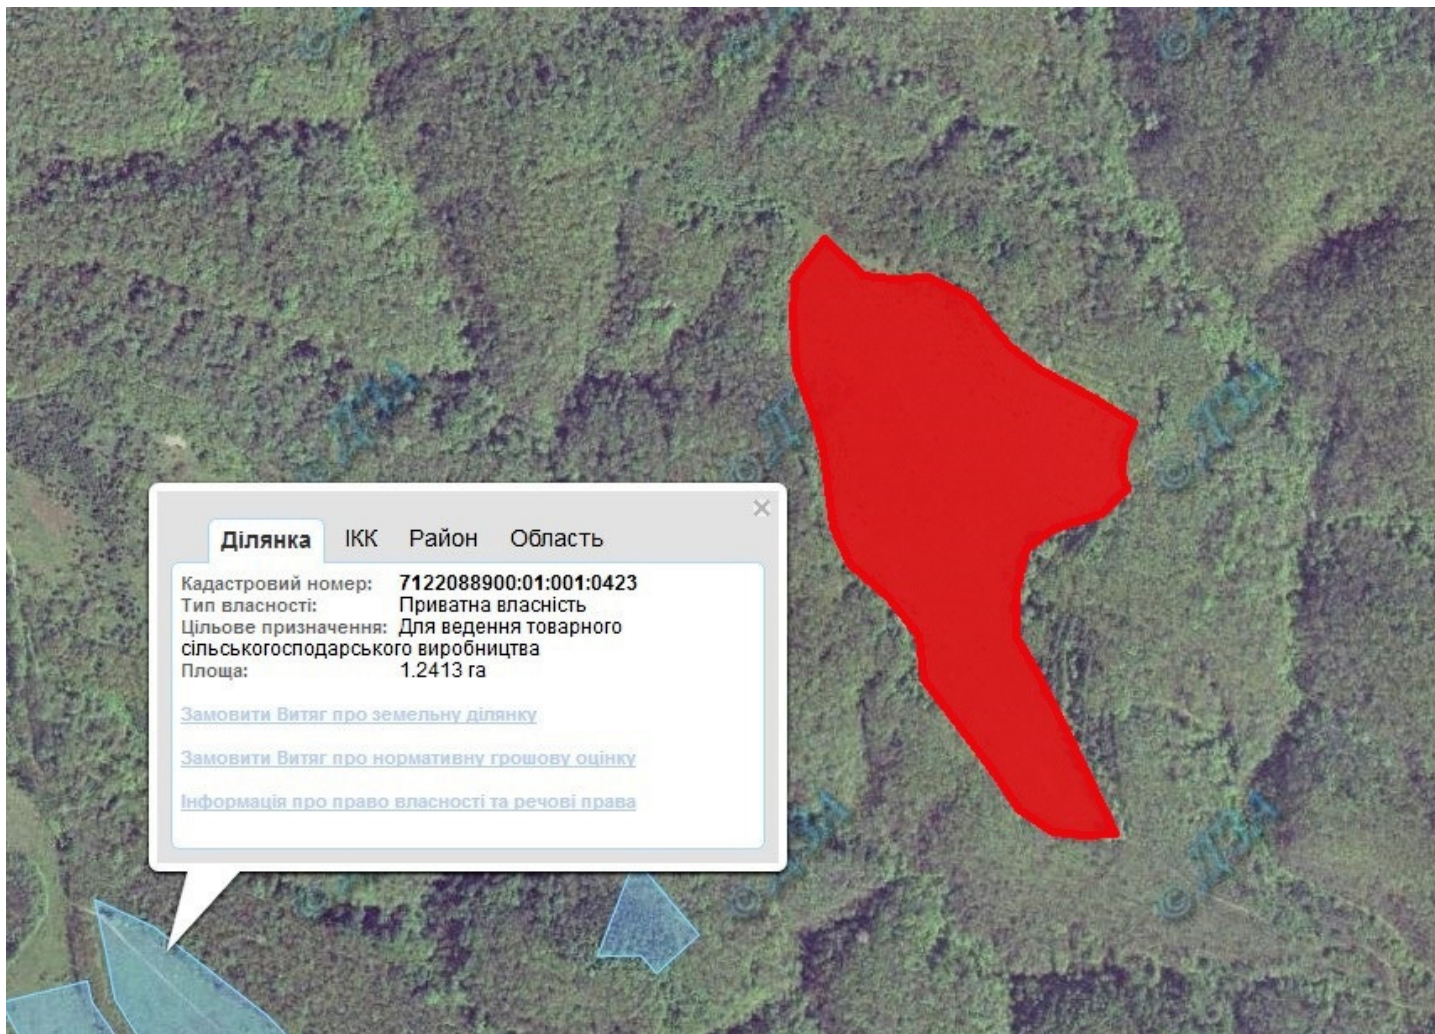 Ділянка ІКК Район Область
Кадастровий номер: 7122088900:01:001:0423
Тип власності: Приватна власність
Цільове призначення: Для ведення товарного
сільськогосподарського виробництва
Площа: 1.2413 га
Замовити Витяг про земельну ділянку
Замовити Витяг про нормативну грошову оцінку
Інформація про право власності та речові права